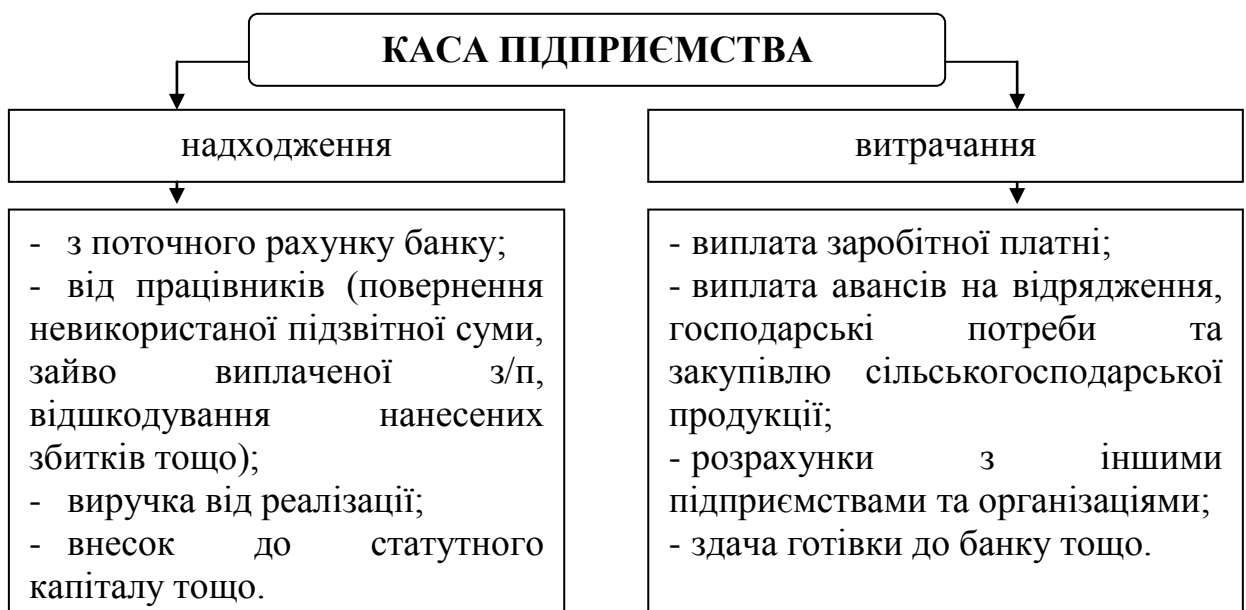 КАСА ПІДПРИЄМСТВА
надходження
- з поточного рахунку банку;
- від працівників (повернення
невикористаної підзвітної суми,
зайво виплаченої з/п,
відшкодування нанесених
збитків тощо);
- виручка від реалізації;
- внесок до статутного
капіталу тощо.
витрачання
- виплата заробітної платні;
- виплата авансів на відрядження,
господарські потреби та
закупівлю сільськогосподарської
продукції;
- розрахунки з іншими
підприємствами та організаціями;
- здача готівки до банку тощо.